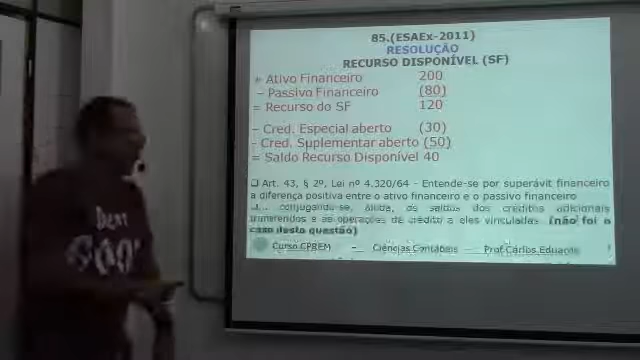 85.(ESAEx-2011)
RESOLUÇÃO
RECURSO DISPONÍVEL (SF)
+ Ativo Financeiro 200
– Passivo Financeiro (80)
= Recurso do SF 120
– Cred. Especial aberto (30)
– Cred. Suplementar aberto (50)
= Saldo Recurso Disponível 40
❑ Art. 43, § 2º, Lei nº 4.320/64 - Entende-se por superávit financeiro
a diferença positiva entre o ativo financeiro e o passivo financeiro
conjugando-se, ainda, os saldos dos créditos adicionais
transferidos e as operações de crédito a eles vinculadas. (não foi o
caso desta questão)
Curso CPREM – Ciências Contábeis – Prof.Carlos Eduardo